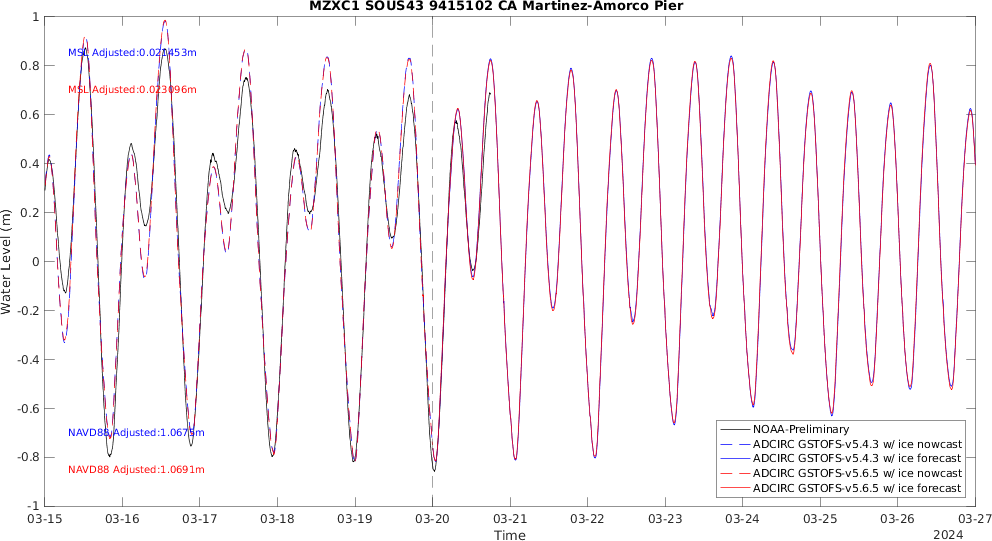 MZXC1 SOUS43 9415102 CA Martinez-Amorco Pier
1
0.8
0.6
0.4
0.2
0
-0.2
-0.4
-0.6
-0.8
-1
Water Level (m)
MSL Adjusted:0.021453m
MSL Adjusted:0.023096m
NAVD88 Adjusted:1.0675m
NAVD88 Adjusted:1.0691m
NOAA-Preliminary
ADCIRC GSTOFS-v5.4.3 w/ ice nowcast
ADCIRC GSTOFS-v5.4.3 w/ ice forecast
ADCIRC GSTOFS-v5.6.5 w/ ice nowcast
ADCIRC GSTOFS-v5.6.5 w/ ice forecast
03-15 03-16 03-17 03-18 03-19 03-20 03-21 03-22 03-23 03-24 03-25 03-26 03-27
Time
2024